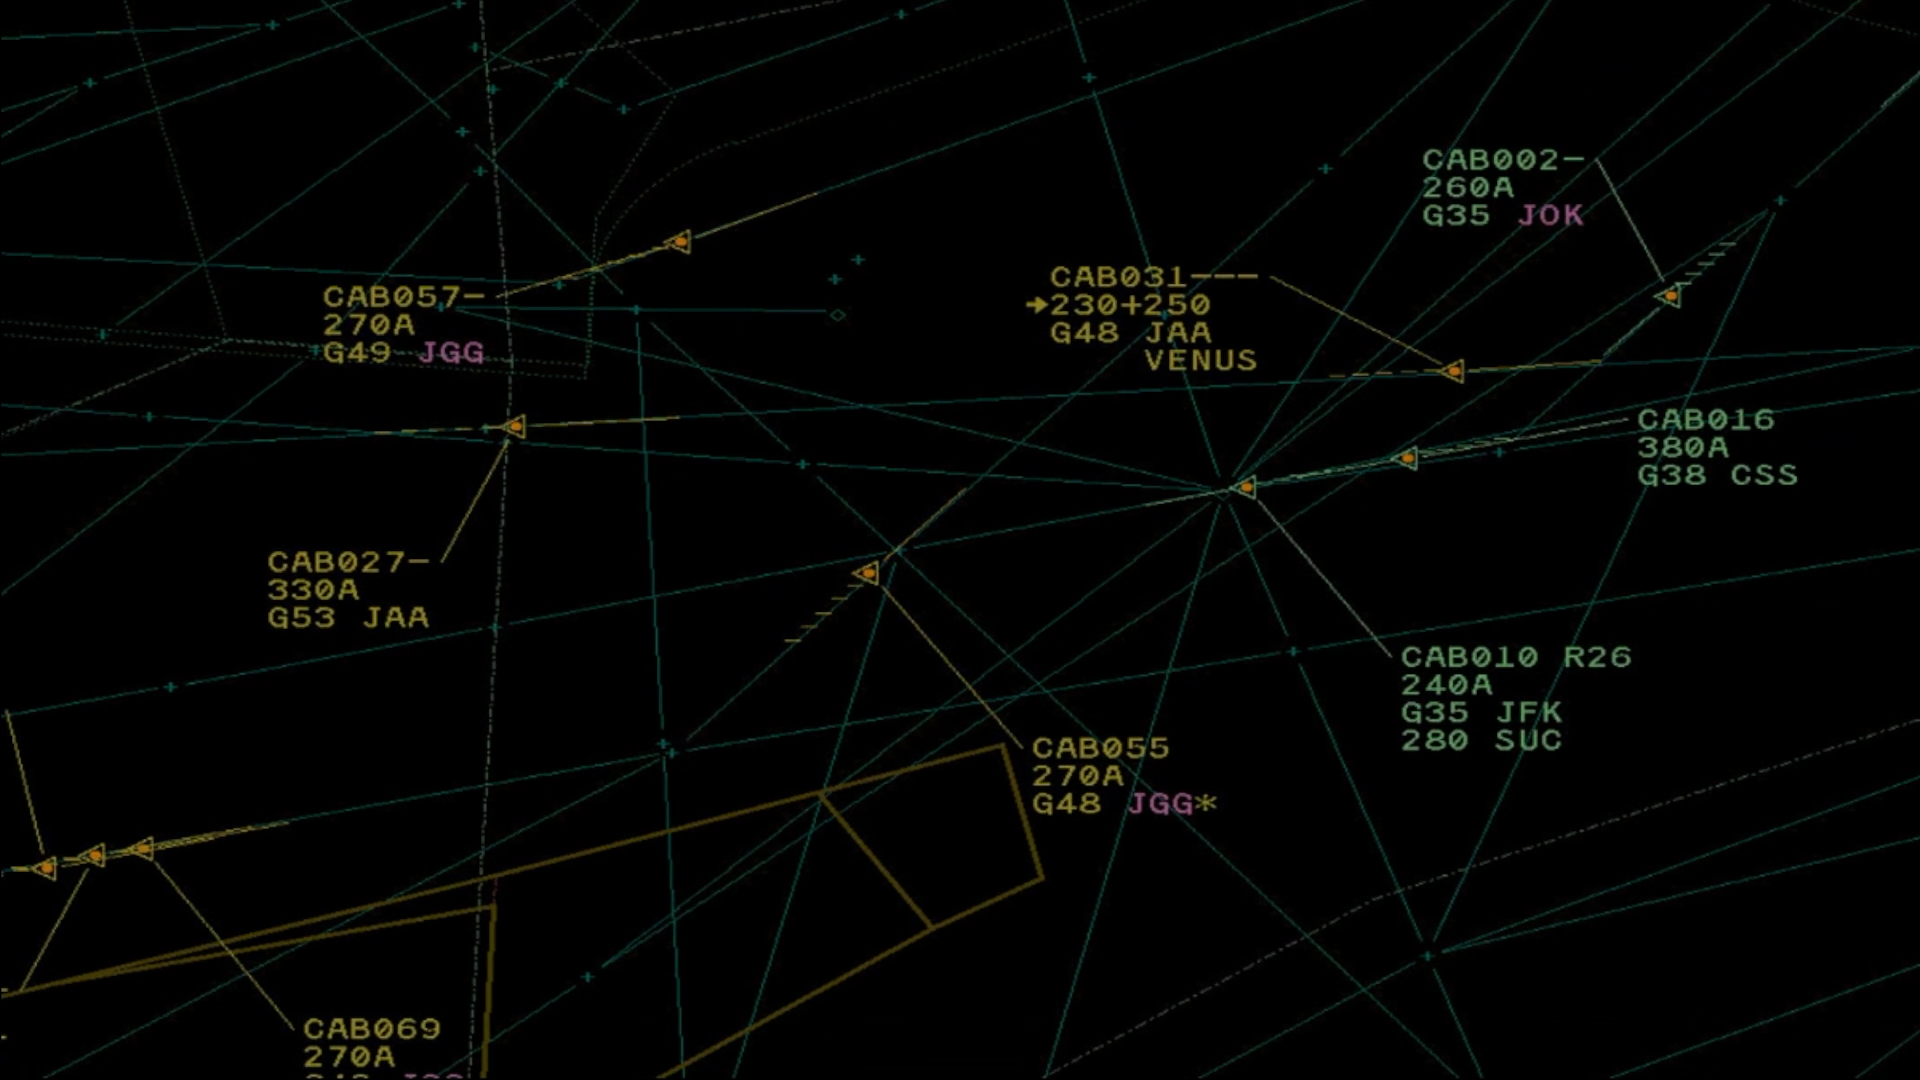 CAB002-
260A
G35 JOK
CAB031---
➔230+250
G48 JAA
VENUS
CAB057-
270A
G49 JGG
CAB016
380A
G38 CSS
CAB027-
330A
G53 JAA
CAB010 R26
240A
G35 JFK
280 SUC
CAB055
270A
G48 JGG*
CAB069
270A